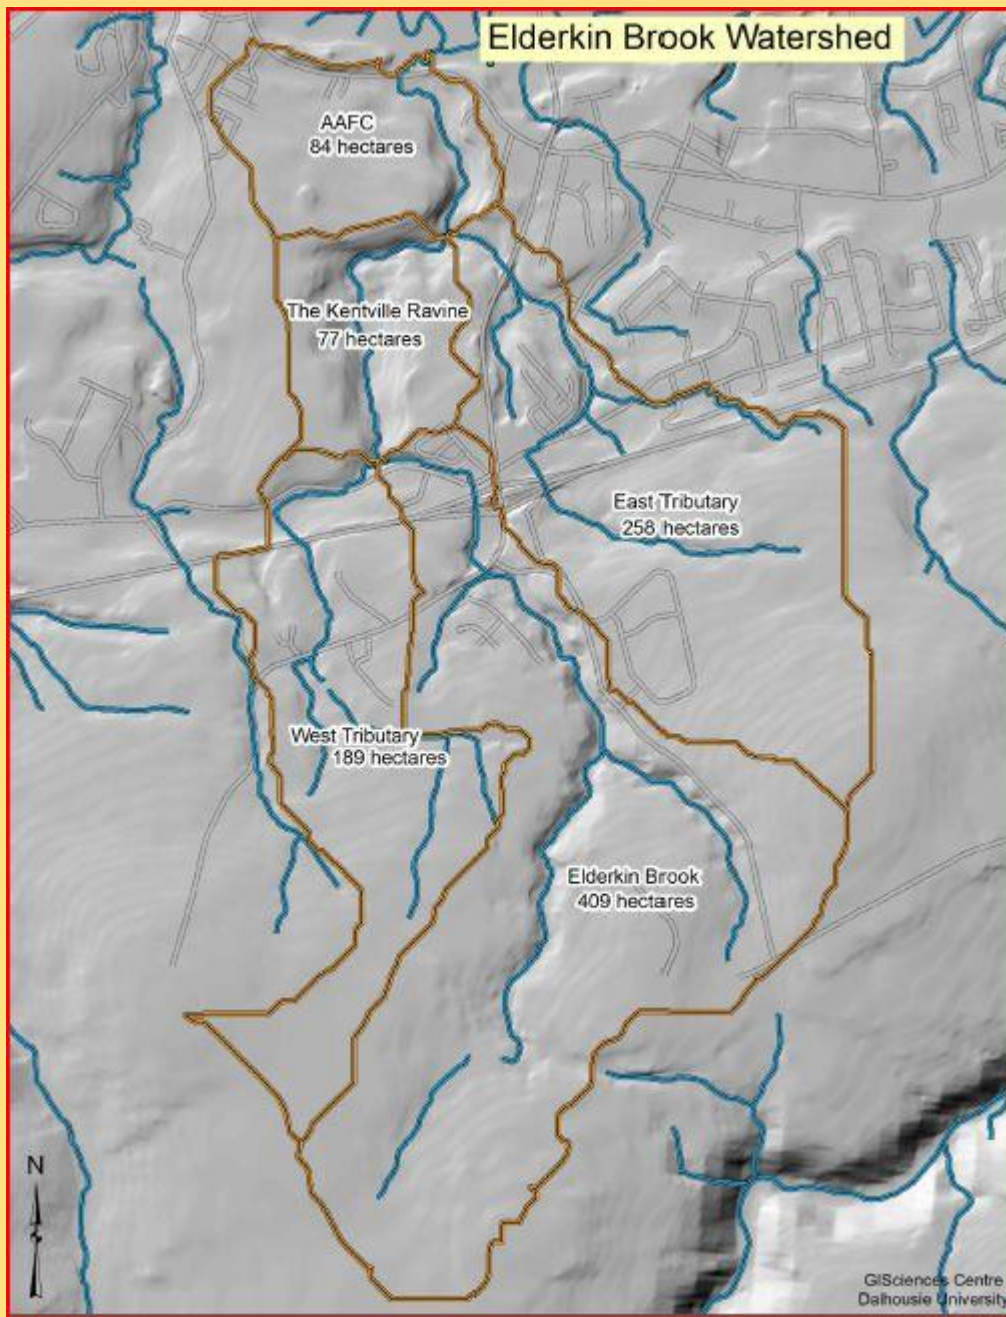 Elderkin Brook Watershed
AAFC
84 hectares
The Kentville Ravine
77 hectares
East Tributary
258 hectares
West Tributary
189 hectares
Elderkin Brook
409 hectares
N
GISciences Centre
Dalhousie University